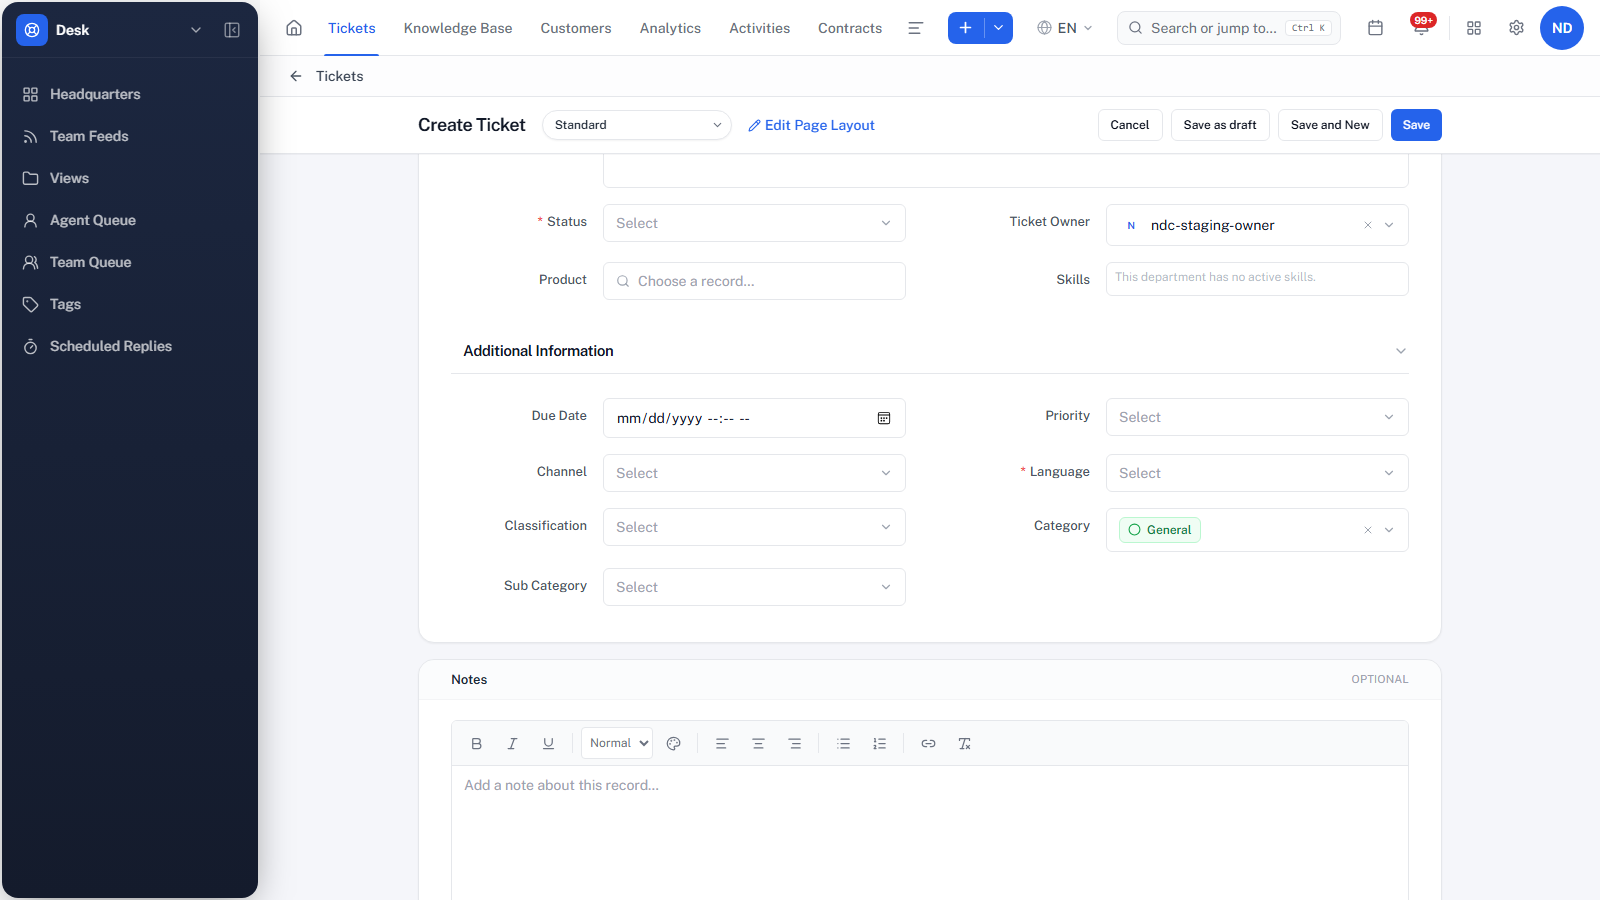 Desk
Headquarters
Team Feeds
Views
Agent Queue
Team Queue
Tags
Scheduled Replies
Tickets
Knowledge Base
Customers
Analytics
Activities
Contracts
EN
Search or jump to...
Ctrl K
99+
ND
Tickets
Create Ticket
Standard
Edit Page Layout
Cancel
Save as draft
Save and New
Save
* Status
Select
Ticket Owner
N
ndc-staging-owner
Product
Choose a record...
Skills
This department has no active skills.
Additional Information
Due Date
mm/dd/yyyy --:-- --
Priority
Select
Channel
Select
* Language
Select
Classification
Select
Category
General
Sub Category
Select
Notes
OPTIONAL
B
I
U
Normal
Add a note about this record...